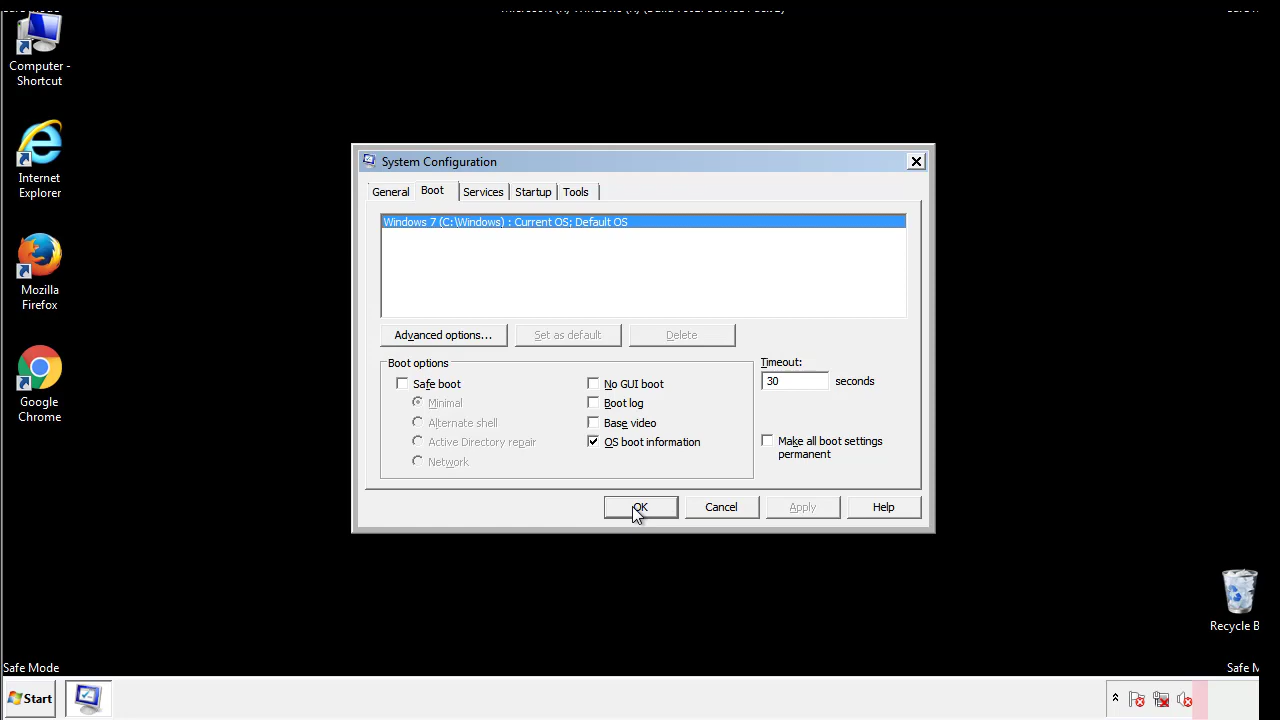 Computer -
Shortcut
Internet
Explorer
Mozilla
Firefox
Google
Chrome
System Configuration
General Boot Services Startup Tools
Windows 7 (C:\Windows) : Current OS; Default OS
Advanced options... Set as default Delete
Boot options
Safe boot
Minimal
Alternate shell
Active Directory repair
Network
No GUI boot
Boot log
Base video
OS boot information
Timeout:
30 seconds
Make all boot settings
permanent
OK Cancel Apply Help
Recycle B
Safe Mode
Safe M
Start